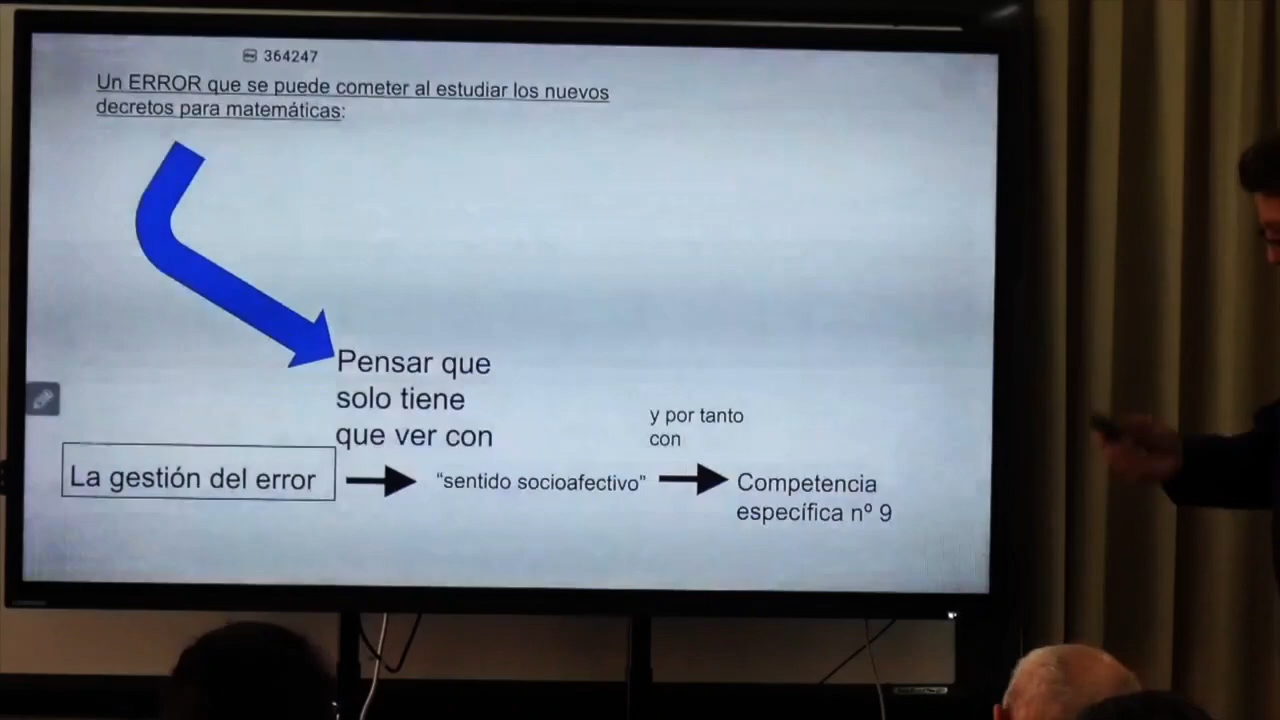 364247
Un ERROR que se puede cometer al estudiar los nuevos
decretos para matemáticas:
Pensar que
solo tiene
que ver con
y por tanto
con
La gestión del error
“sentido socioafectivo”
Competencia
específica nº 9